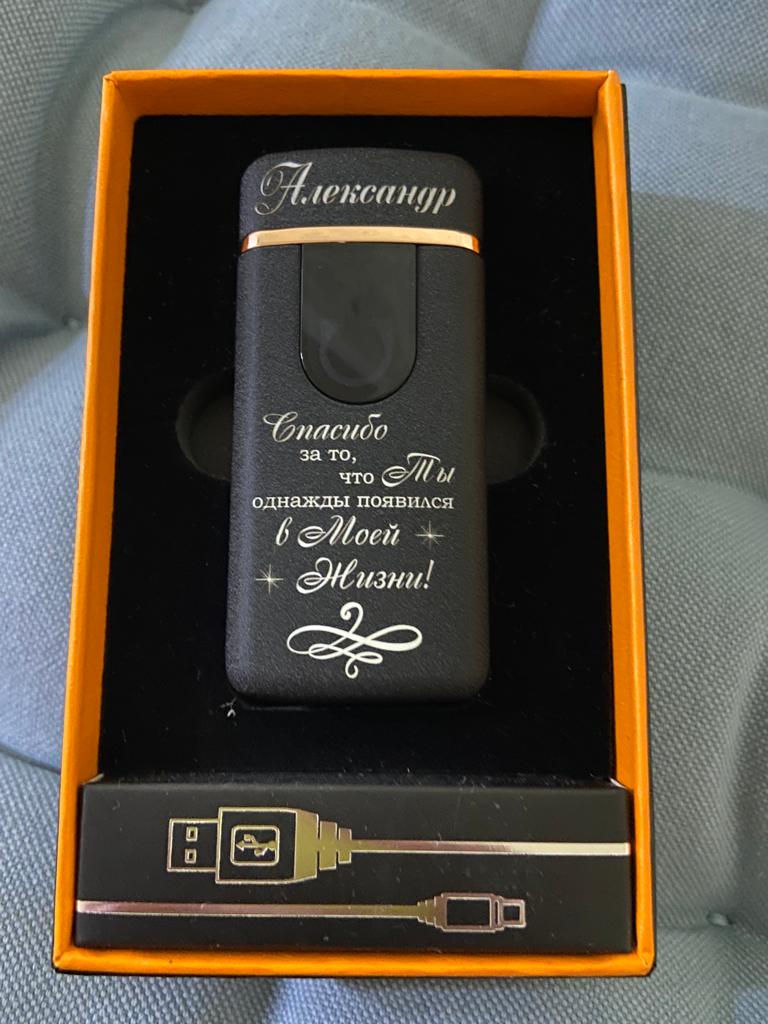 Александр
Спасибо
за то,
что Ты
однажды появился
в Моей
Жизни!